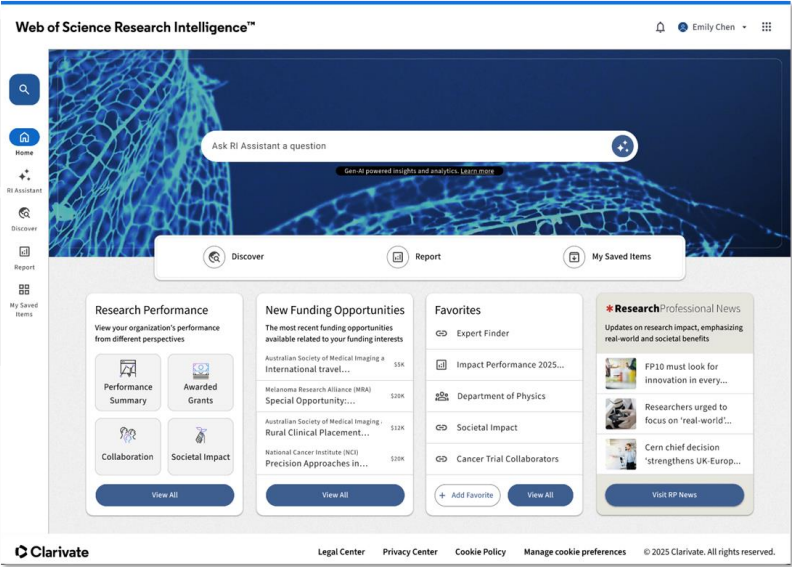 Web of Science Research Intelligence™
Emily Chen
Home
RI Assistant
Discover
Report
My Saved
Items
Ask RI Assistant a question
Gen-AI powered insights and analytics. Learn more
Discover
Report
My Saved Items
Research Performance
View your organization's performance
from different perspectives
Performance
Summary
Awarded
Grants
Collaboration
Societal Impact
View All
New Funding Opportunities
The most recent funding opportunities
available related to your funding interests
Australian Society of Medical Imaging a
International travel...
$5K
Melanoma Research Alliance (MRA)
Special Opportunity:...
$20K
Australian Society of Medical Imaging .
Rural Clinical Placement...
$12K
National Cancer Institute (NCI)
Precision Approaches in...
$20K
View All
Favorites
Expert Finder
Impact Performance 2025...
Department of Physics
Societal Impact
Cancer Trial Collaborators
+ Add Favorite
View All
*ResearchProfessional News
Updates on research impact, emphasizing
real-world and societal benefits
FP10 must look for
innovation in every...
Researchers urged to
focus on 'real-world'...
Cern chief decision
'strengthens UK-Europ...
Visit RP News
Clarivate
Legal Center
Privacy Center
Cookie Policy
Manage cookie preferences
© 2025 Clarivate. All rights reserved.